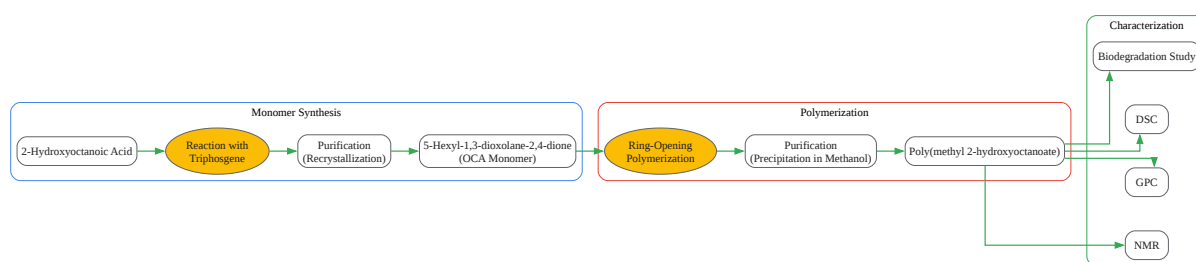 Characterization
Biodegradation Study
Monomer Synthesis
Polymerization
2-Hydroxyoctanoic Acid
Reaction with
Triphosgene
Purification
(Recrystallization)
5-Hexyl-1,3-dioxolane-2,4-dione
(OCA Monomer)
Ring-Opening
Polymerization
Purification
(Precipitation in Methanol)
Poly(methyl 2-hydroxyoctanoate)
DSC
GPC
NMR